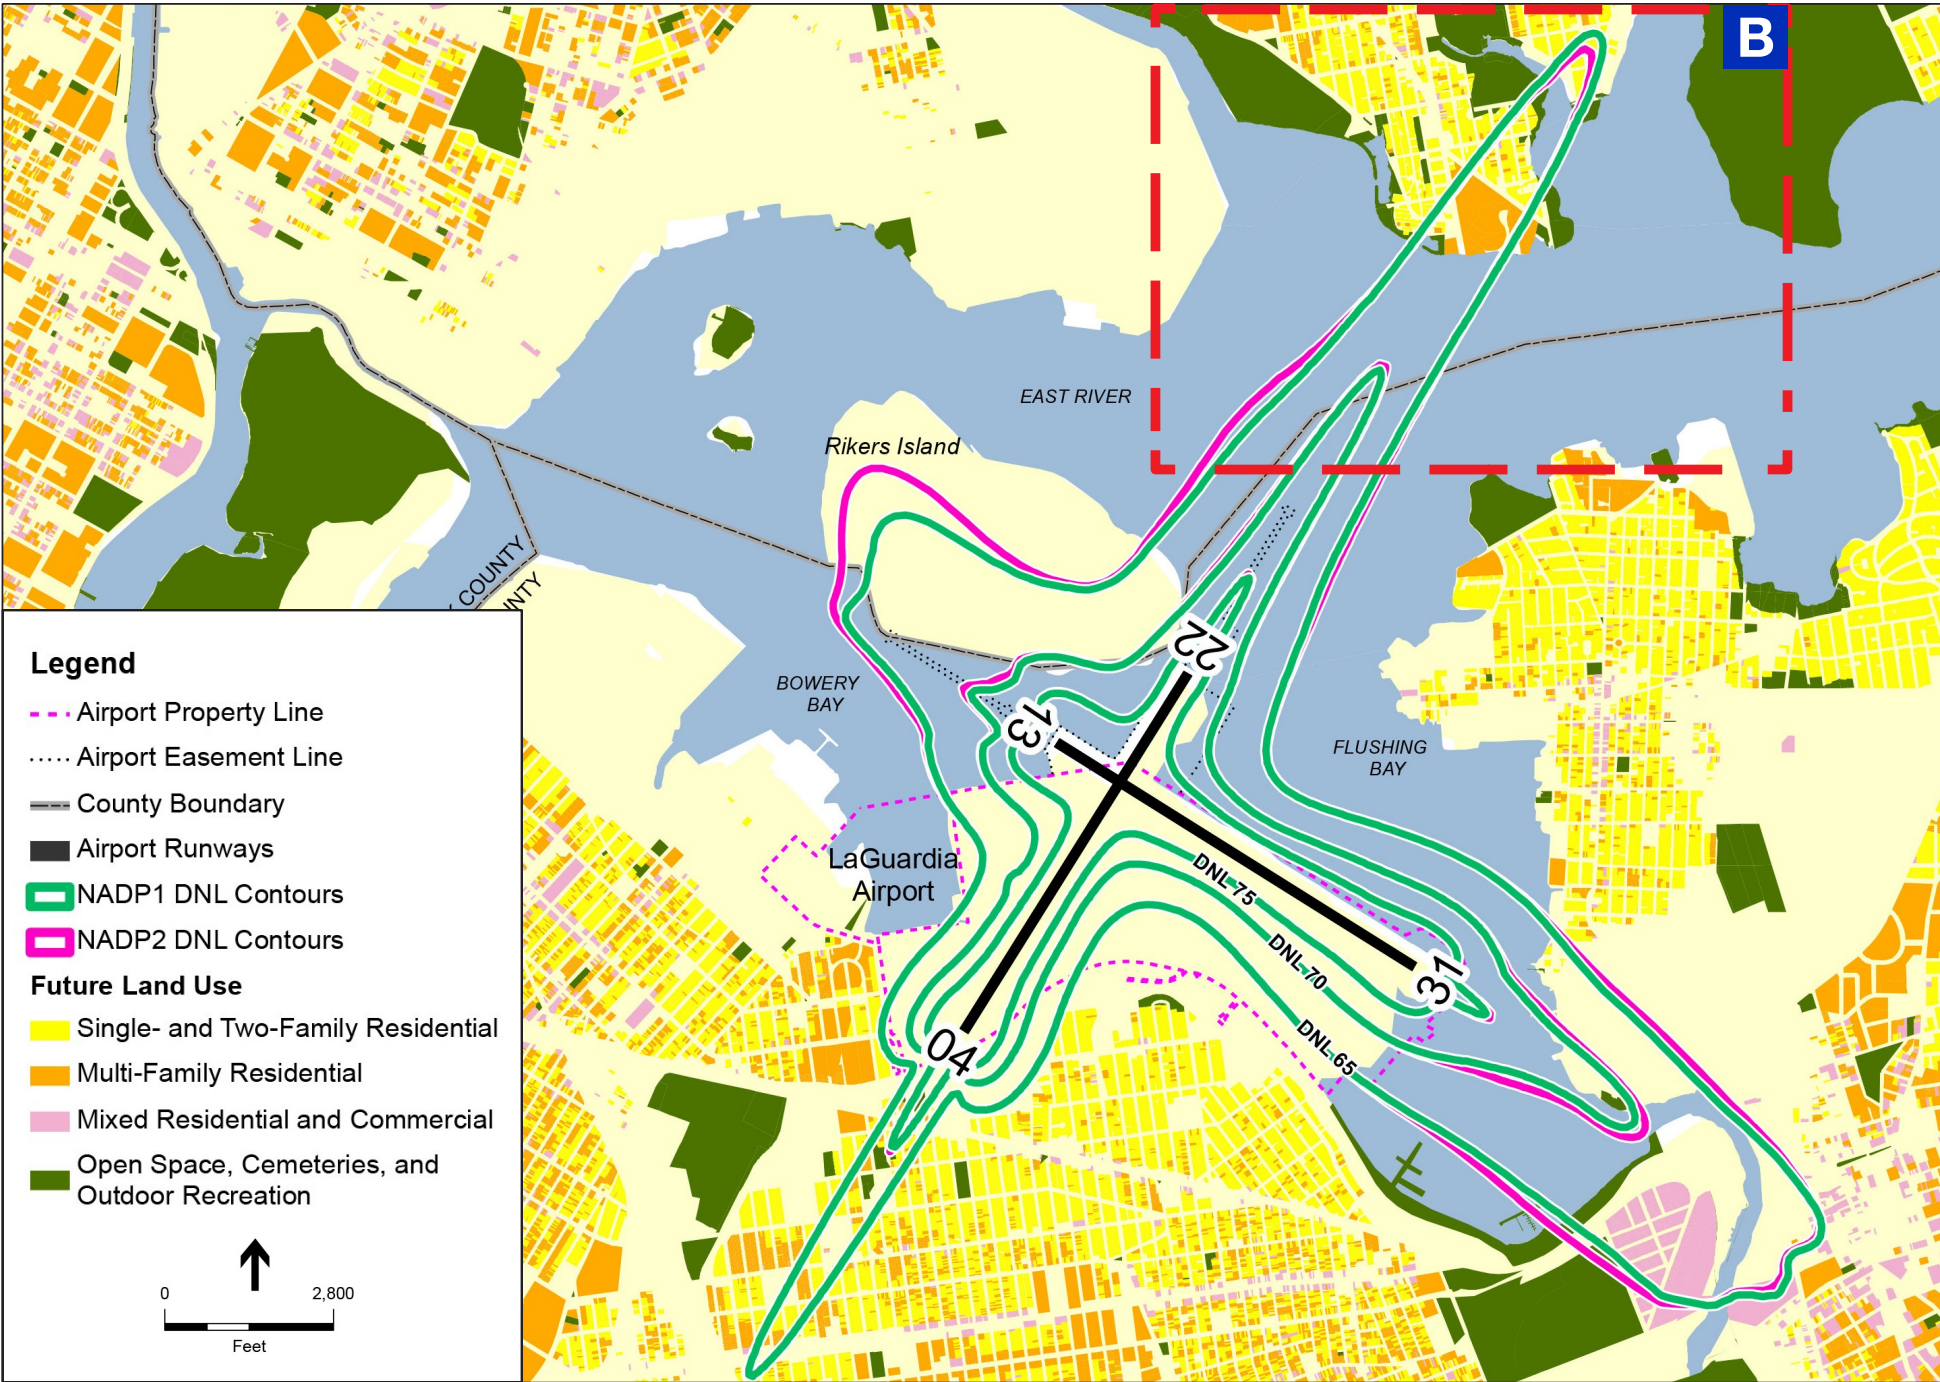 B
EAST RIVER
Rikers Island
COUNTY
NTY
BOWERY
BAY
22
13
FLUSHING
BAY
LaGuardia
Airport
DNL 75
DNL 70
31
DNL 65
04
Legend
Airport Property Line
Airport Easement Line
County Boundary
Airport Runways
NADP1 DNL Contours
NADP2 DNL Contours
Future Land Use
Single- and Two-Family Residential
Multi-Family Residential
Mixed Residential and Commercial
Open Space, Cemeteries, and
Outdoor Recreation
0 2,800
Feet